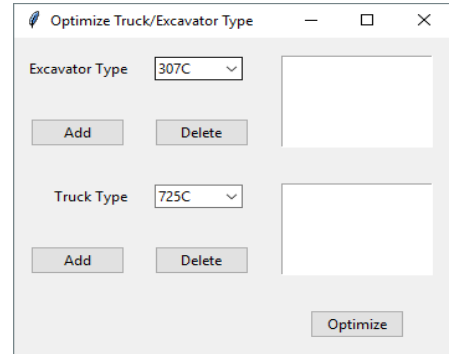 Optimize Truck/Excavator Type
Excavator Type 307C
Add Delete
Truck Type 725C
Add Delete
Optimize